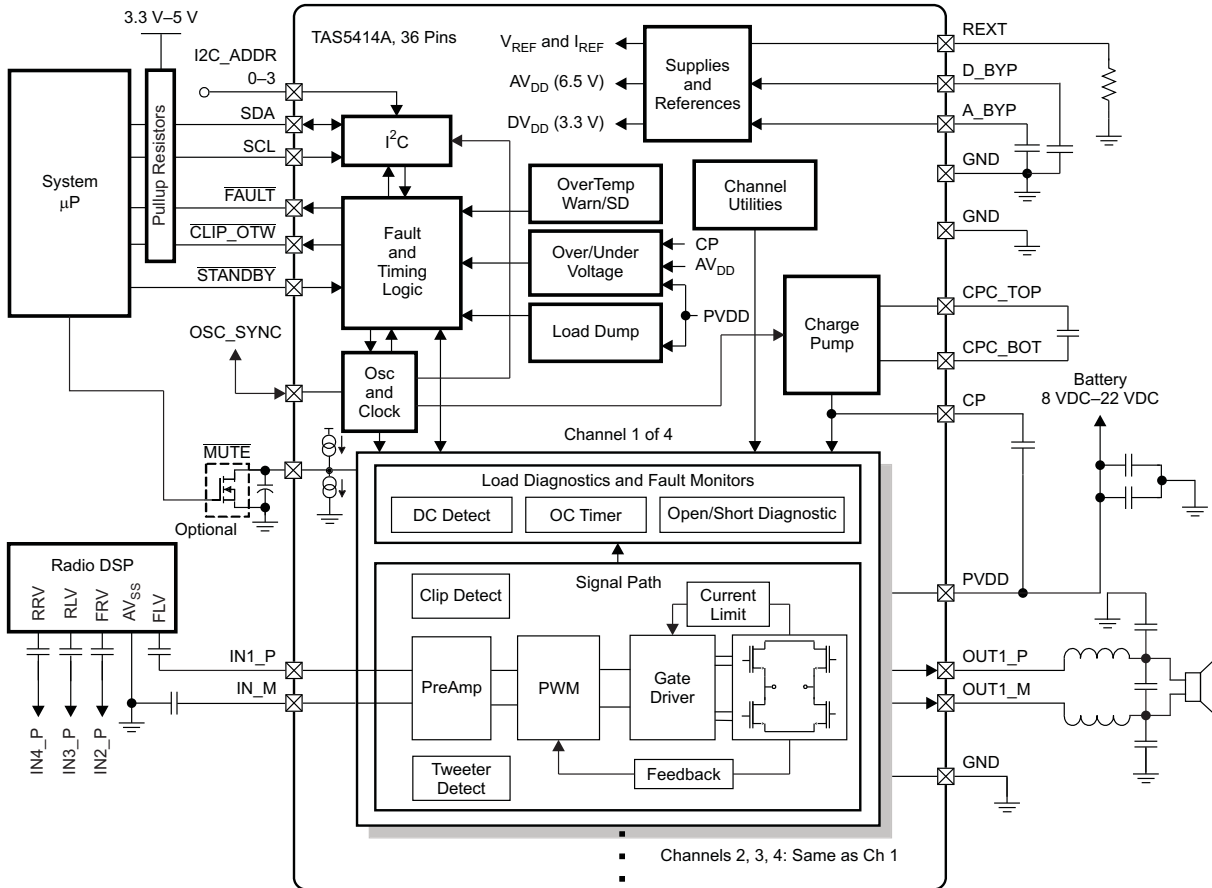 3.3 V–5 V
TAS5414A, 36 Pins
I2C_ADDR
0–3
SDA
SCL
FAULT
CLIP_OTW
STANDBY
OSC_SYNC
System
µP
Pullup Resistors
I2C
Fault
and
Timing
Logic
Osc
and
Clock
VREF and IREF
AVDD (6.5 V)
DVDD (3.3 V)
Supplies
and
References
OverTemp
Warn/SD
Over/Under
Voltage
Load Dump
CP
AVDD
PVDD
Channel
Utilities
Charge
Pump
REXT
D_BYP
A_BYP
GND
GND
CPC_TOP
CPC_BOT
CP
Battery
8 VDC–22 VDC
PVDD
OUT1_P
OUT1_M
GND
MUTE
Optional
Channel 1 of 4
Load Diagnostics and Fault Monitors
DC Detect
OC Timer
Open/Short Diagnostic
Signal Path
Clip Detect
Current
Limit
PreAmp
PWM
Gate
Driver
Feedback
Tweeter
Detect
Radio DSP
RRV
RLV
FRV
AVSS
FLV
IN1_P
IN_M
IN4_P
IN3_P
IN2_P
Channels 2, 3, 4: Same as Ch 1